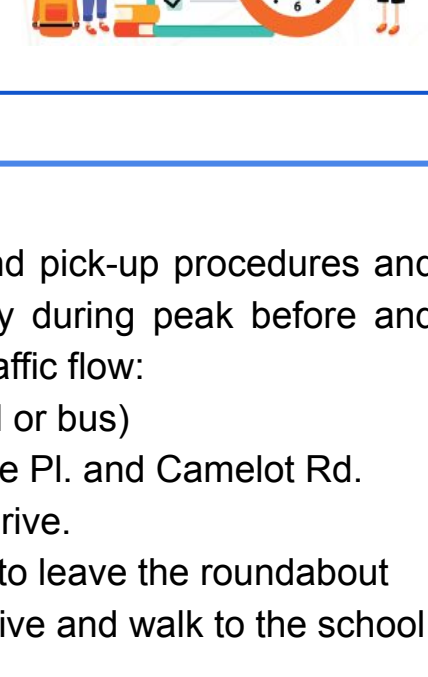 6
nd pick-up procedures and
y during peak before and
affic flow:
l or bus)
e Pl. and Camelot Rd.
rive.
to leave the roundabout
ive and walk to the school